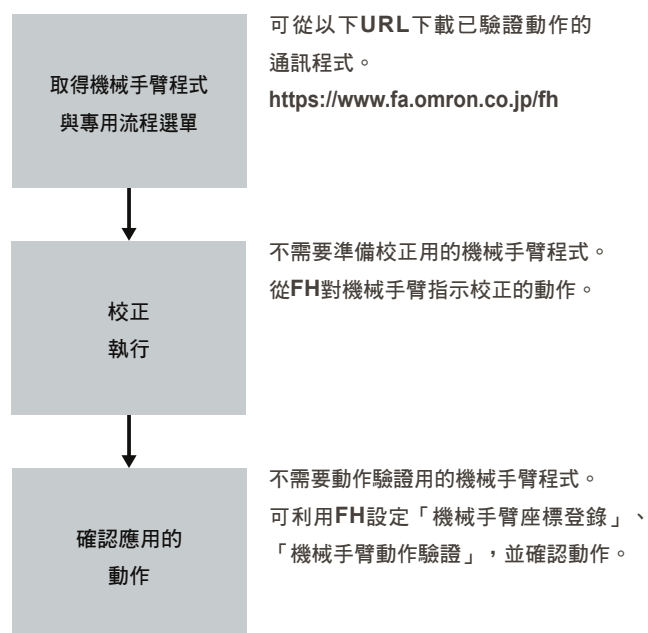 取得機械手臂程式
與專用流程選單
可從以下URL下載已驗證動作的
通訊程式。
https://www.fa.omron.co.jp/fh
校正
執行
不需要準備校正用的機械手臂程式。
從FH對機械手臂指示校正的動作。
確認應用的
動作
不需要動作驗證用的機械手臂程式。
可利用FH設定「機械手臂座標登錄」、
「機械手臂動作驗證」，並確認動作。